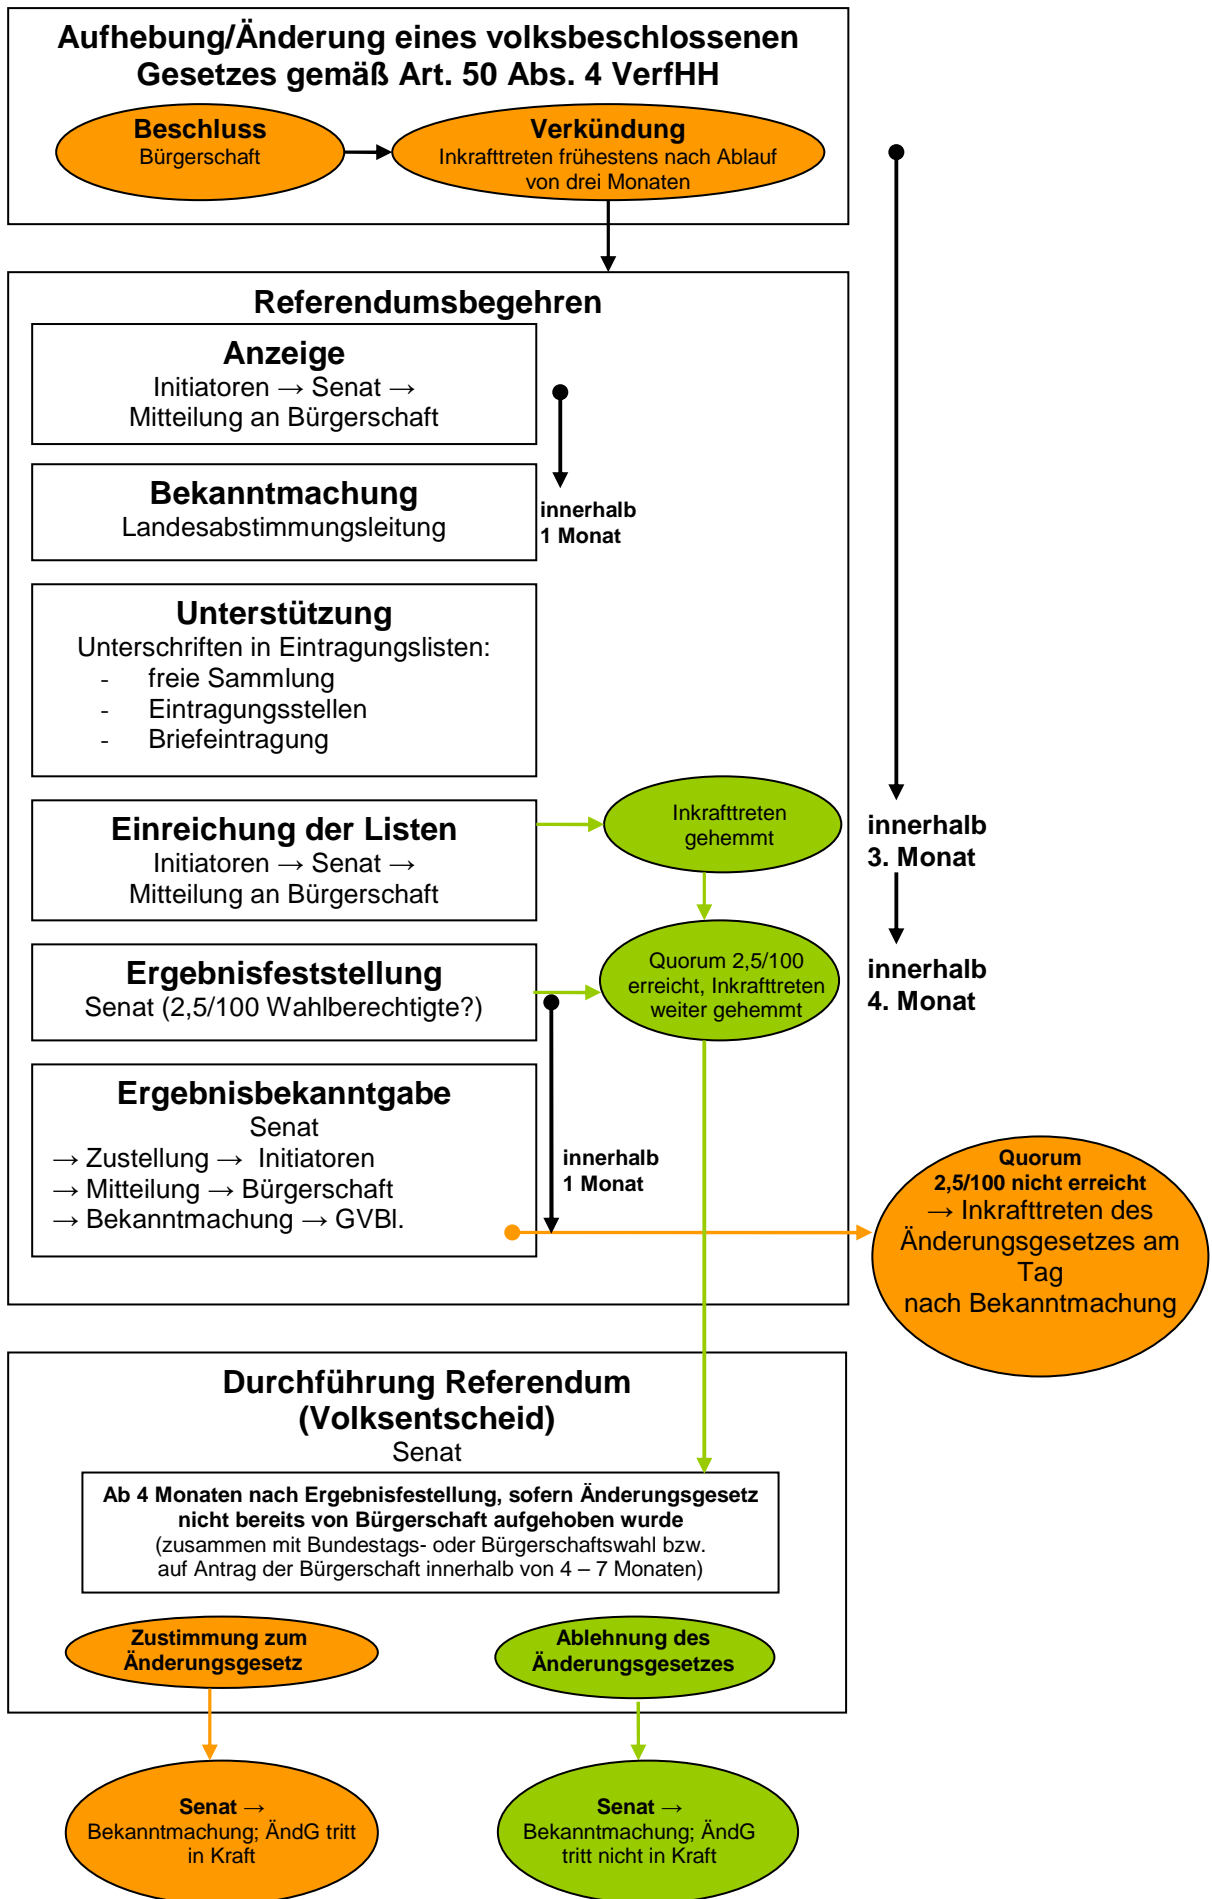 Aufhebung/Änderung eines volksbeschlossenen
Gesetzes gemäß Art. 50 Abs. 4 VerfHH
Beschluss
Bürgerschaft
Verkündung
Inkrafttreten frühestens nach Ablauf
von drei Monaten
Referendumsbegehren
Anzeige
Initiatoren → Senat →
Mitteilung an Bürgerschaft
Bekanntmachung
Landesabstimmungsleitung
innerhalb
1 Monat
Unterstützung
Unterschriften in Eintragungslisten:
- freie Sammlung
- Eintragungsstellen
- Briefeintragung
Einreichung der Listen
Initiatoren → Senat →
Mitteilung an Bürgerschaft
Inkrafttreten
gehemmt
innerhalb
3. Monat
Ergebnisfeststellung
Senat (2,5/100 Wahlberechtigte?)
Quorum 2,5/100
erreicht, Inkrafttreten
weiter gehemmt
innerhalb
4. Monat
Ergebnisbekanntgabe
Senat
→ Zustellung → Initiatoren
→ Mitteilung → Bürgerschaft
→ Bekanntmachung → GVBl.
innerhalb
1 Monat
Quorum
2,5/100 nicht erreicht
→ Inkrafttreten des
Änderungsgesetzes am
Tag
nach Bekanntmachung
Durchführung Referendum
(Volksentscheid)
Senat
Ab 4 Monaten nach Ergebnisfestellung, sofern Änderungsgesetz
nicht bereits von Bürgerschaft aufgehoben wurde
(zusammen mit Bundestags- oder Bürgerschaftswahl bzw.
auf Antrag der Bürgerschaft innerhalb von 4 – 7 Monaten)
Zustimmung zum
Änderungsgesetz
Ablehnung des
Änderungsgesetzes
Senat →
Bekanntmachung; ÄndG tritt
in Kraft
Senat →
Bekanntmachung; ÄndG
tritt nicht in Kraft